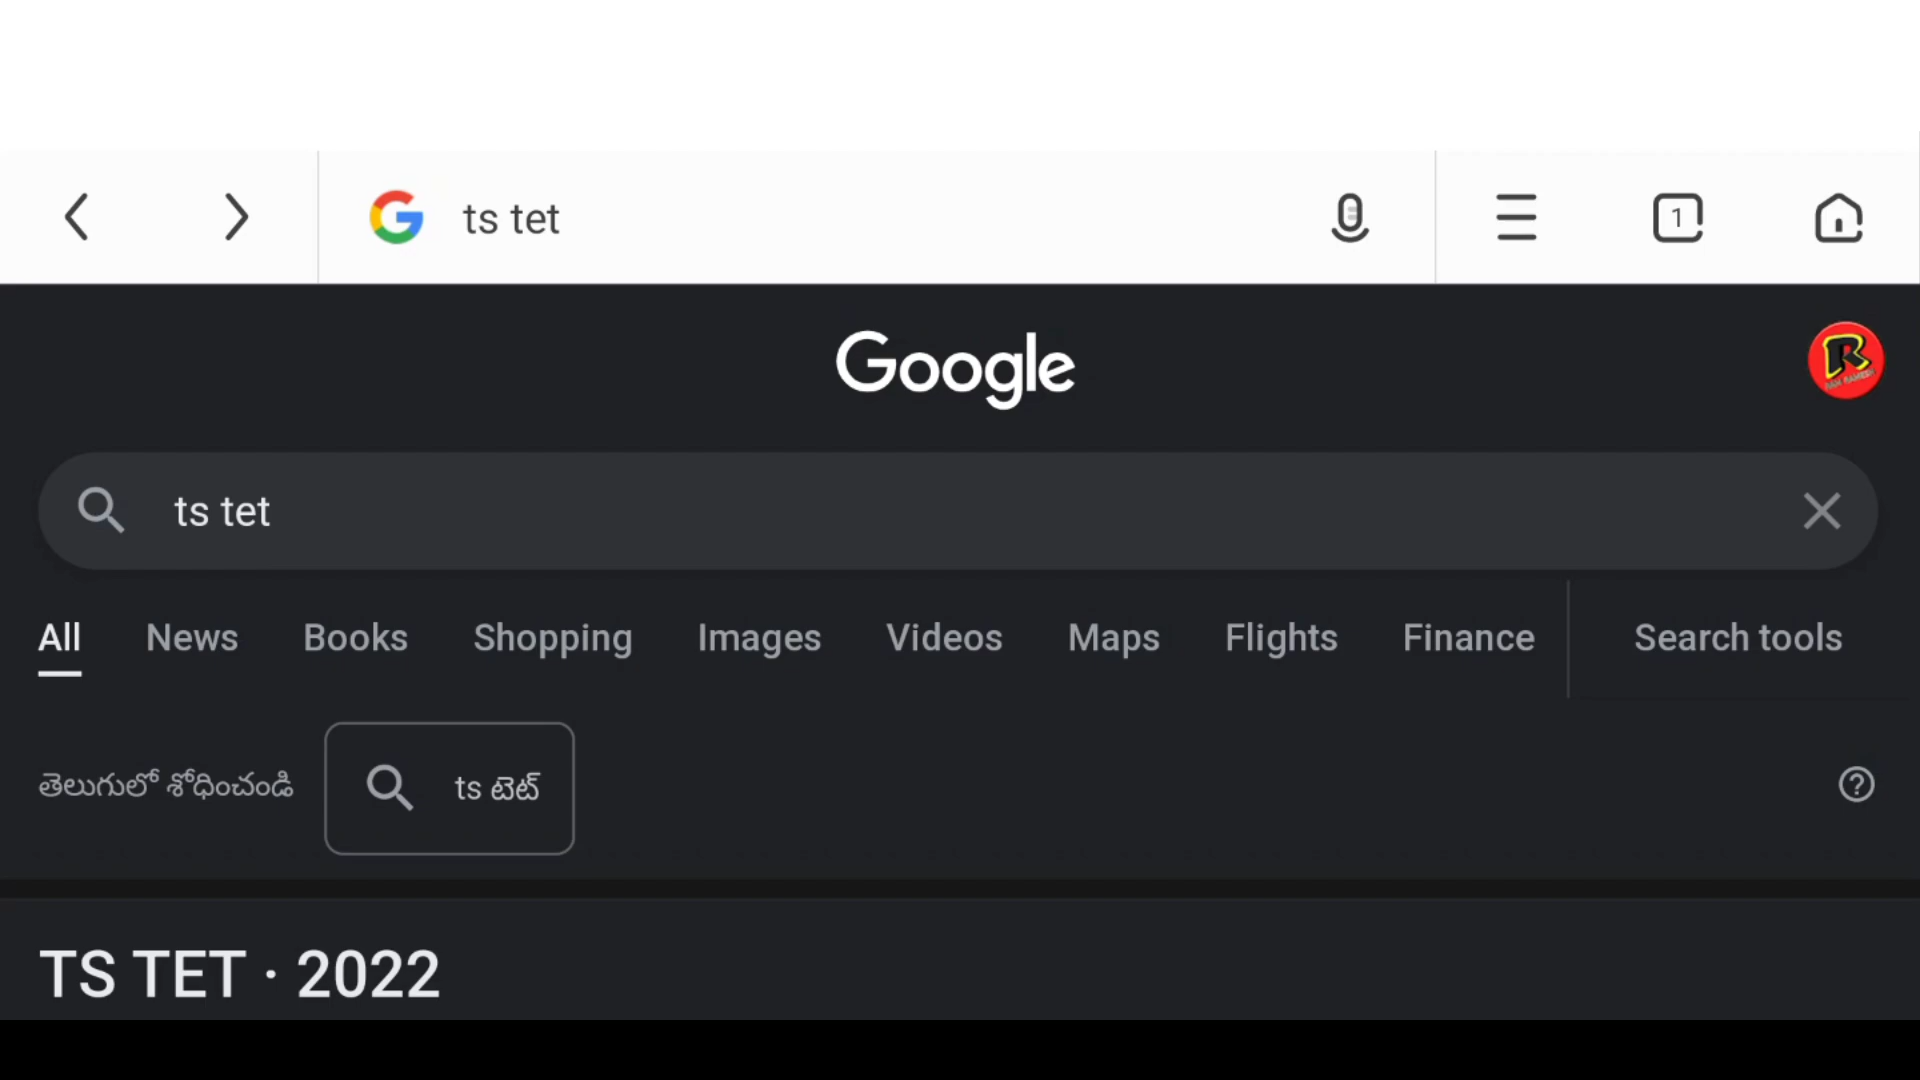 ts tet
1
Google
R
ts tet
All News Books Shopping Images Videos Maps Flights Finance Search tools
తెలుగులో శోధించండి ts టెట్
TS TET · 2022